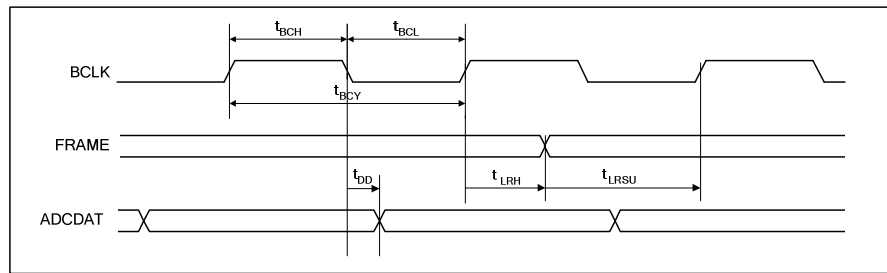 tBCH
tBCL
BCLK
tBCY
FRAME
tDD
tLRH
tLRSU
ADCDAT